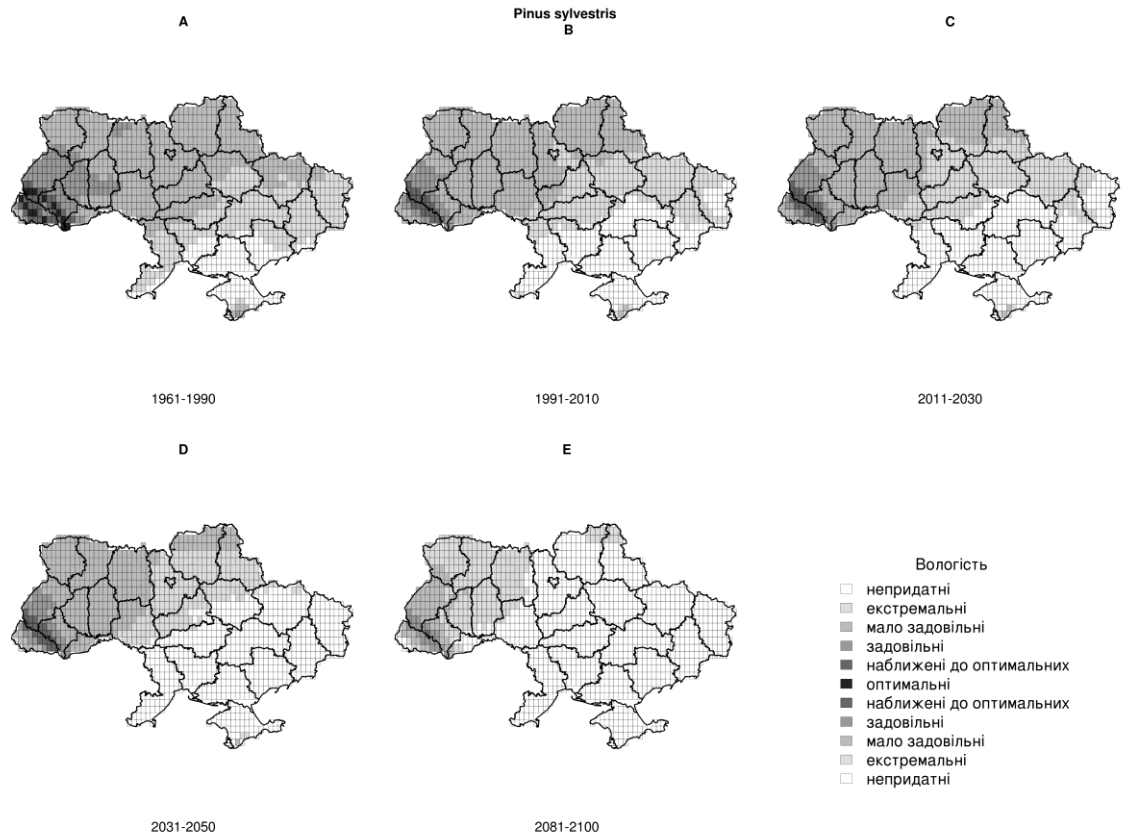 Pinus sylvestris
A
B
C
1961-1990
1991-2010
2011-2030
D
E
Вологість
непридатні
екстремальні
мало задовільні
задовільні
наближені до оптимальних
оптимальні
наближені до оптимальних
задовільні
мало задовільні
екстремальні
непридатні
2031-2050
2081-2100